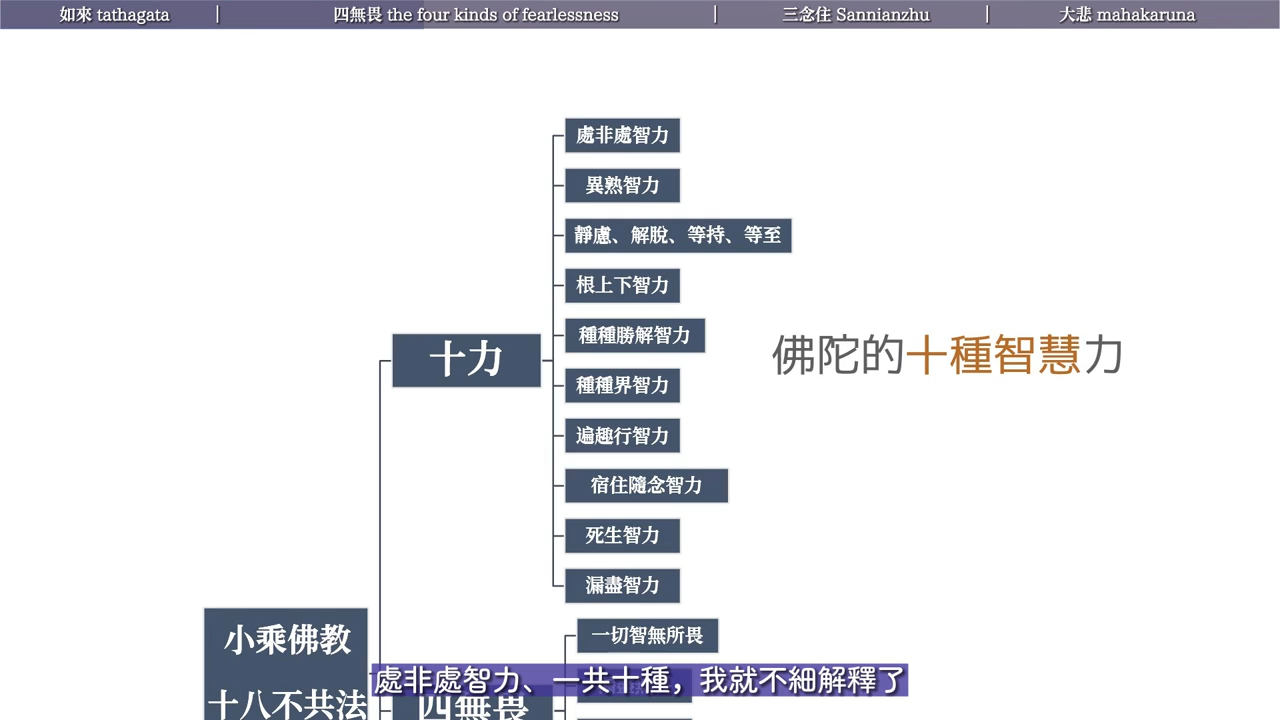 如來 tathagata | 四無畏 the four kinds of fearlessness | 三念住 Sannianzhu | 大悲 mahakaruna
處非處智力
異熟智力
靜慮、解脫、等持、等至
根上下智力
種種勝解智力
十力
佛陀的十種智慧力
種種界智力
遍趣行智力
宿住隨念智力
死生智力
漏盡智力
小乘佛教
十八不共法
一切智無所畏
四無畏
處非處智力、一共十種，我就不細解釋了